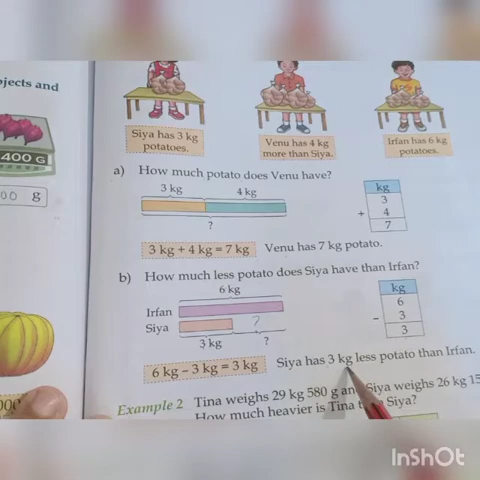 jects and
400 G
00 g
Siya has 3 kg
potatoes.
Venu has 4 kg
more than Siya.
Irfan has 6 kg
potatoes.
a) How much potato does Venu have?
3 kg 4 kg
?
kg
3
+ 4
7
3 kg + 4 kg = 7 kg Venu has 7 kg potato.
b) How much less potato does Siya have than Irfan?
6 kg
Irfan
Siya ?
3 kg ?
kg
6
- 3
3
6 kg – 3 kg = 3 kg Siya has 3 kg less potato than Irfan.
Example 2 Tina weighs 29 kg 580 g and Siya weighs 26 kg 15
How much heavier is Tina Siya?
InShOt